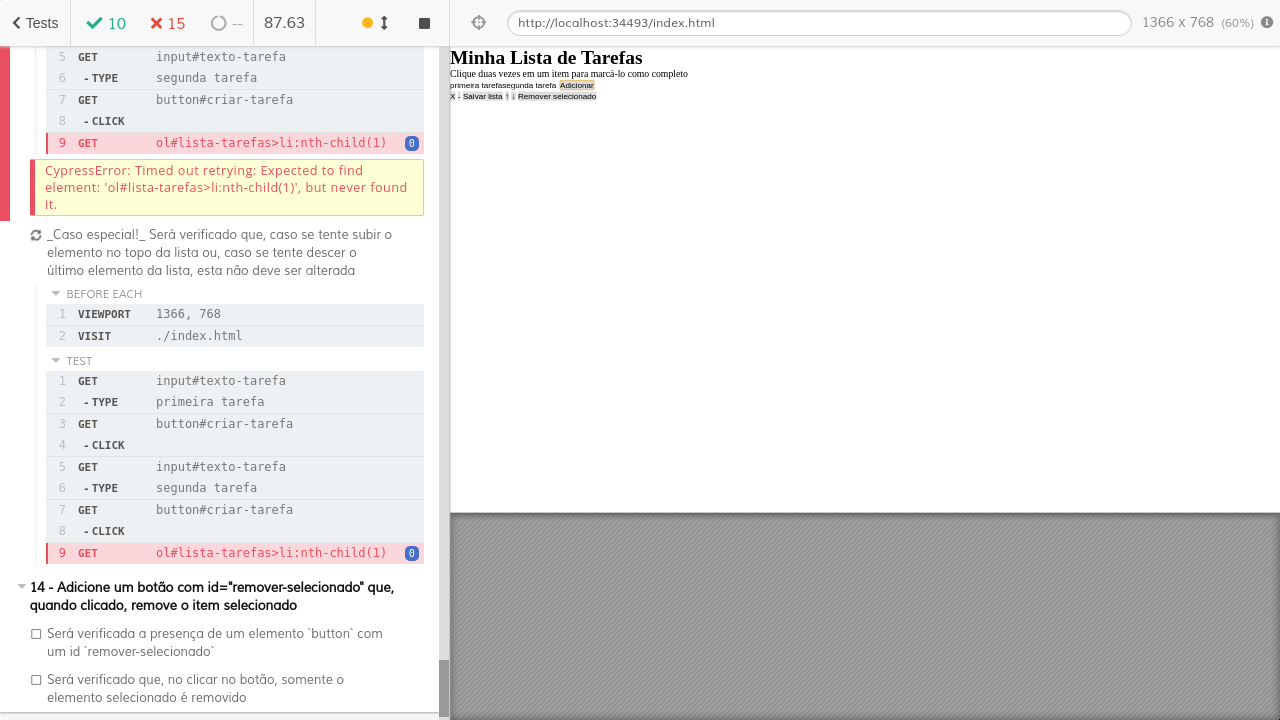 Tests 10 15 -- 87.63
http://localhost:34493/index.html 1366 x 768 (60%)
5 GET input#texto-tarefa
6 - TYPE segunda tarefa
7 GET button#criar-tarefa
8 - CLICK
9 GET ol#lista-tarefas>li:nth-child(1) 0
CypressError: Timed out retrying: Expected to find
element: 'ol#lista-tarefas>li:nth-child(1)', but never found
it.
_Caso especial!_ Será verificado que, caso se tente subir o
elemento no topo da lista ou, caso se tente descer o
último elemento da lista, esta não deve ser alterada
BEFORE EACH
1 VIEWPORT 1366, 768
2 VISIT ./index.html
TEST
1 GET input#texto-tarefa
2 - TYPE primeira tarefa
3 GET button#criar-tarefa
4 - CLICK
5 GET input#texto-tarefa
6 - TYPE segunda tarefa
7 GET button#criar-tarefa
8 - CLICK
9 GET ol#lista-tarefas>li:nth-child(1) 0
14 - Adicione um botão com id="remover-selecionado" que,
quando clicado, remove o item selecionado
Será verificada a presença de um elemento `button` com
um id `remover-selecionado`
Será verificado que, no clicar no botão, somente o
elemento selecionado é removido
Minha Lista de Tarefas
Clique duas vezes em um item para marcá-lo como completo
primeira tarefasegunda tarefa Adicionar
X - Salvar lista ↑ ↓ Remover selecionado